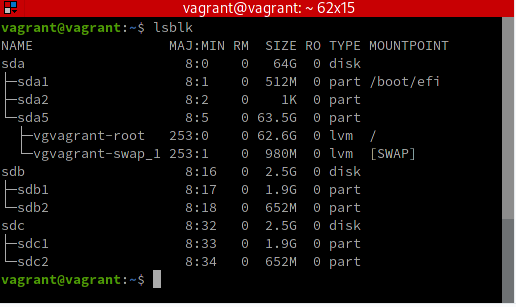 vagrant@vagrant: ~ 62x15
vagrant@vagrant:~$ lsblk
NAME                 MAJ:MIN RM  SIZE RO TYPE MOUNTPOINT
sda                    8:0    0   64G  0 disk
├─sda1                 8:1    0  512M  0 part /boot/efi
├─sda2                 8:2    0    1K  0 part
└─sda5                 8:5    0 63.5G  0 part
  ├─vgvagrant-root   253:0    0 62.6G  0 lvm  /
  └─vgvagrant-swap_1 253:1    0  980M  0 lvm  [SWAP]
sdb                    8:16   0  2.5G  0 disk
├─sdb1                 8:17   0  1.9G  0 part
└─sdb2                 8:18   0  652M  0 part
sdc                    8:32   0  2.5G  0 disk
├─sdc1                 8:33   0  1.9G  0 part
└─sdc2                 8:34   0  652M  0 part
vagrant@vagrant:~$